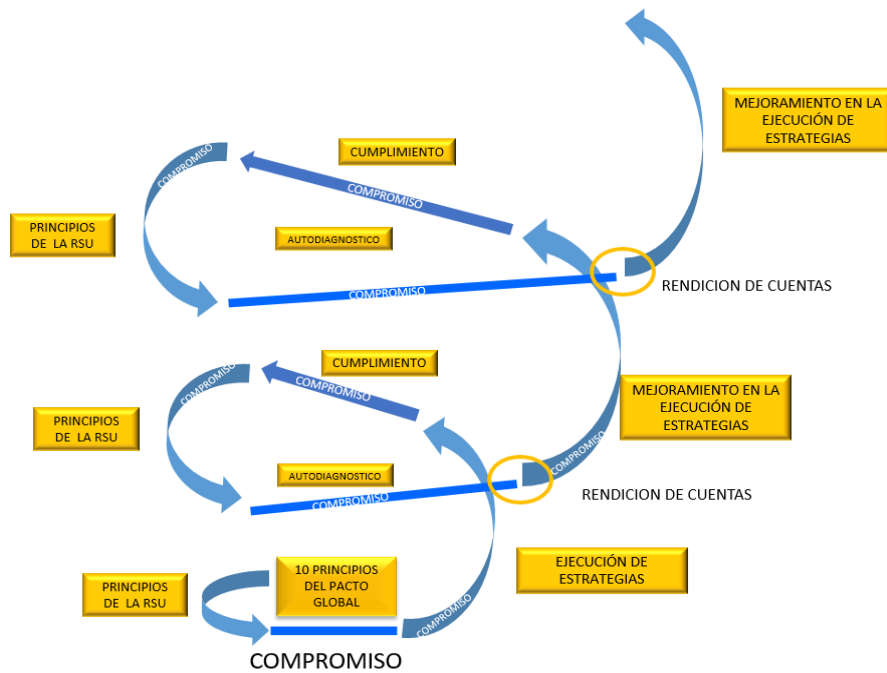 MEJORAMIENTO EN LA
EJECUCIÓN DE
ESTRATEGIAS
CUMPLIMIENTO
COMPROMISO
COMPROMISO
PRINCIPIOS
DE LA RSU
AUTODIAGNOSTICO
COMPROMISO
RENDICION DE CUENTAS
CUMPLIMIENTO
COMPROMISO
COMPROMISO
MEJORAMIENTO EN LA
EJECUCIÓN DE
ESTRATEGIAS
PRINCIPIOS
DE LA RSU
COMPROMISO
AUTODIAGNOSTICO
COMPROMISO
RENDICION DE CUENTAS
EJECUCIÓN DE
ESTRATEGIAS
10 PRINCIPIOS
DEL PACTO
GLOBAL
PRINCIPIOS
DE LA RSU
COMPROMISO
COMPROMISO